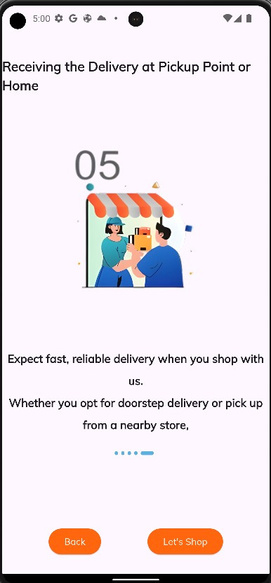 5:00
Receiving the Delivery at Pickup Point or
Home
05
Expect fast, reliable delivery when you shop with
us.
Whether you opt for doorstep delivery or pick up
from a nearby store,
Back
Let's Shop